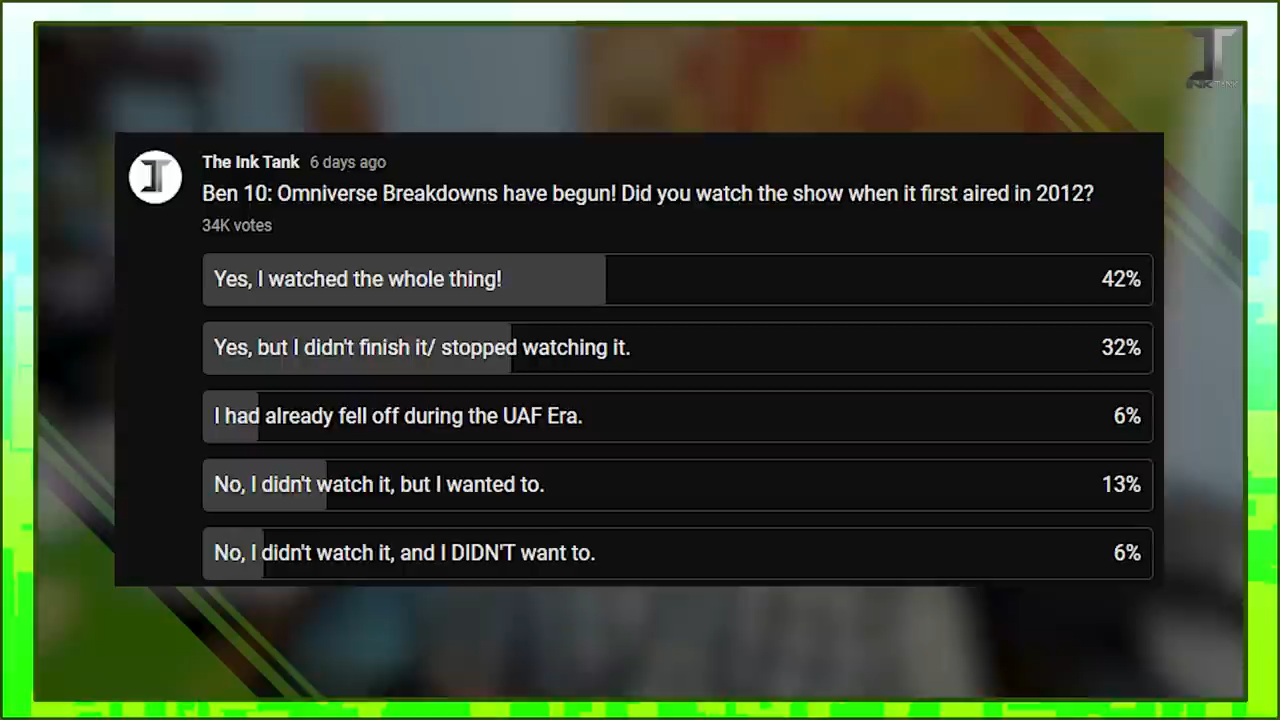 INK TANK
The Ink Tank 6 days ago
Ben 10: Omniverse Breakdowns have begun! Did you watch the show when it first aired in 2012?
34K votes
Yes, I watched the whole thing! 42%
Yes, but I didn't finish it/ stopped watching it. 32%
I had already fell off during the UAF Era. 6%
No, I didn't watch it, but I wanted to. 13%
No, I didn't watch it, and I DIDN'T want to. 6%